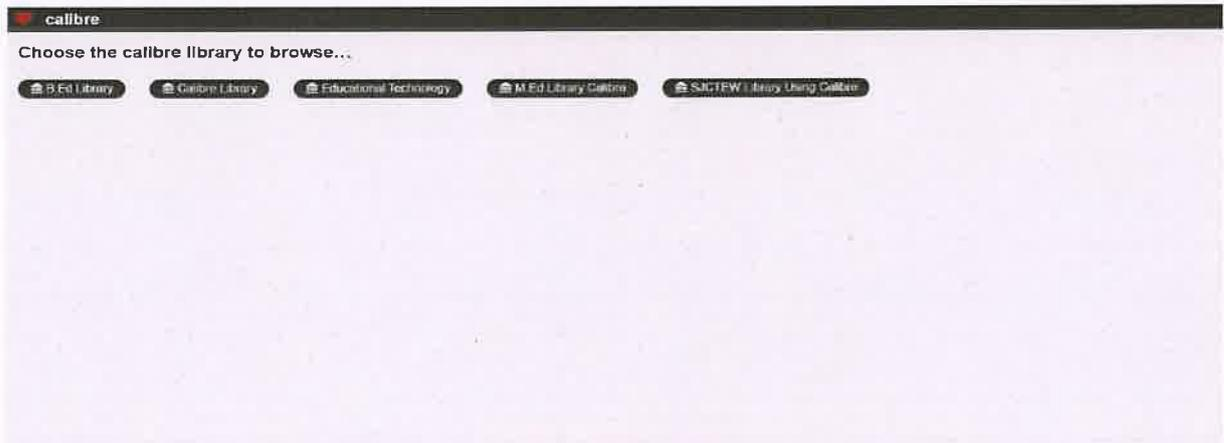 calibre
Choose the calibre library to browse...
B.Ed Library Calibre Library Educational Technology M.Ed Library Calibre SJCTEW Library Using Calibre